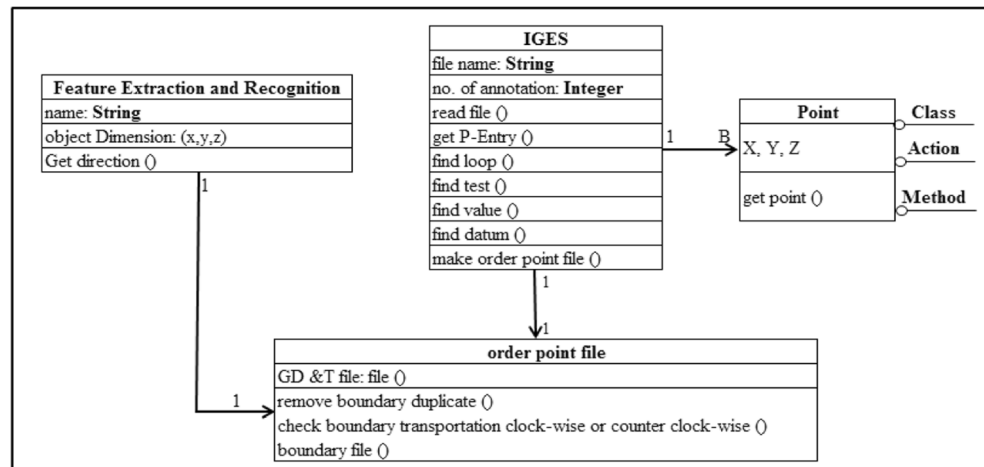 Feature Extraction and Recognition
name: String
object Dimension: (x,y,z)
Get direction ()
1
1
IGES
file name: String
no. of annotation: Integer
read file ()
get P-Entry ()
find loop ()
find test ()
find value ()
find datum ()
make order point file ()
1
B
1
1
Point
X, Y, Z
get point ()
Class
Action
Method
order point file
GD &T file: file ()
remove boundary duplicate ()
check boundary transportation clock-wise or counter clock-wise ()
boundary file ()